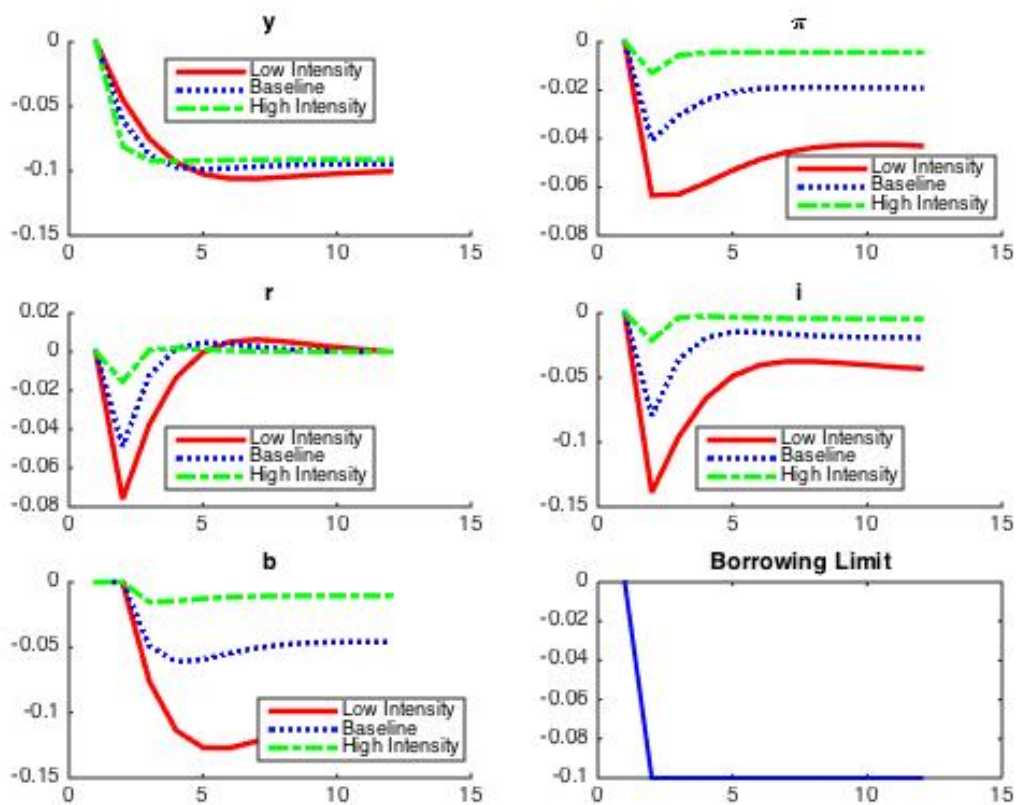 y
0
-0.05
-0.1
-0.15
0 5 10 15
Low Intensity
Baseline
High Intensity
π
0
-0.02
-0.04
-0.06
-0.08
0 5 10 15
Low Intensity
Baseline
High Intensity
r
0.02
0
-0.02
-0.04
-0.06
-0.08
0 5 10 15
Low Intensity
Baseline
High Intensity
i
0
-0.05
-0.1
-0.15
0 5 10 15
Low Intensity
Baseline
High Intensity
b
0
-0.05
-0.1
-0.15
0 5 10 15
Low Intensity
Baseline
High Intensity
Borrowing Limit
0
-0.02
-0.04
-0.06
-0.08
-0.1
0 5 10 15